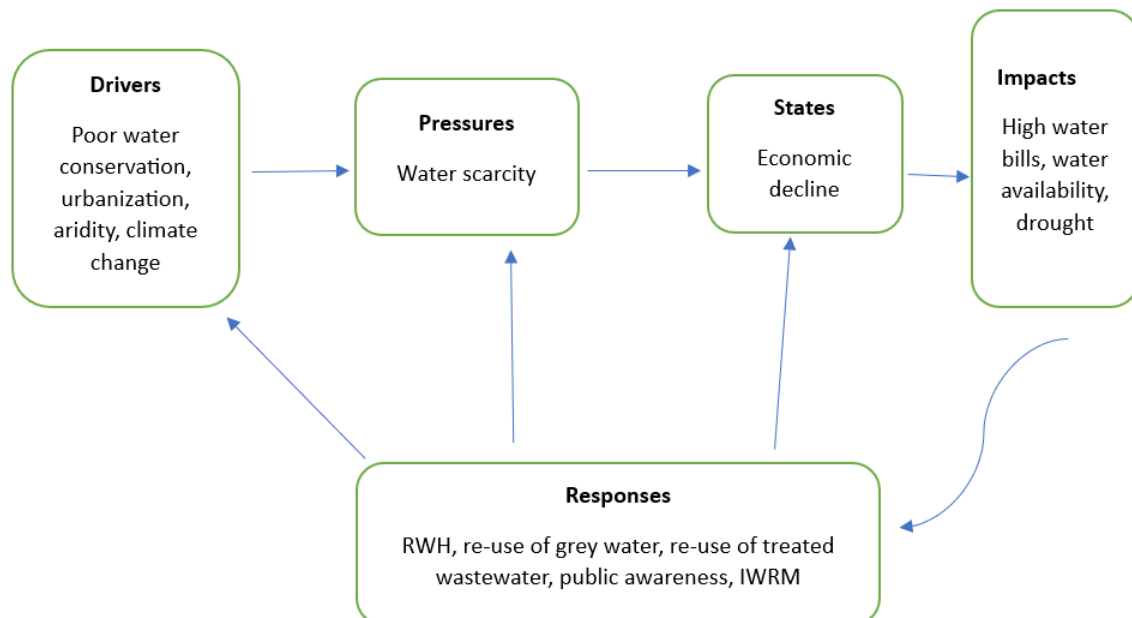 Drivers
Poor water
conservation,
urbanization,
aridity, climate
change
Pressures
Water scarcity
States
Economic
decline
Impacts
High water
bills, water
availability,
drought
Responses
RWH, re-use of grey water, re-use of treated
wastewater, public awareness, IWRM